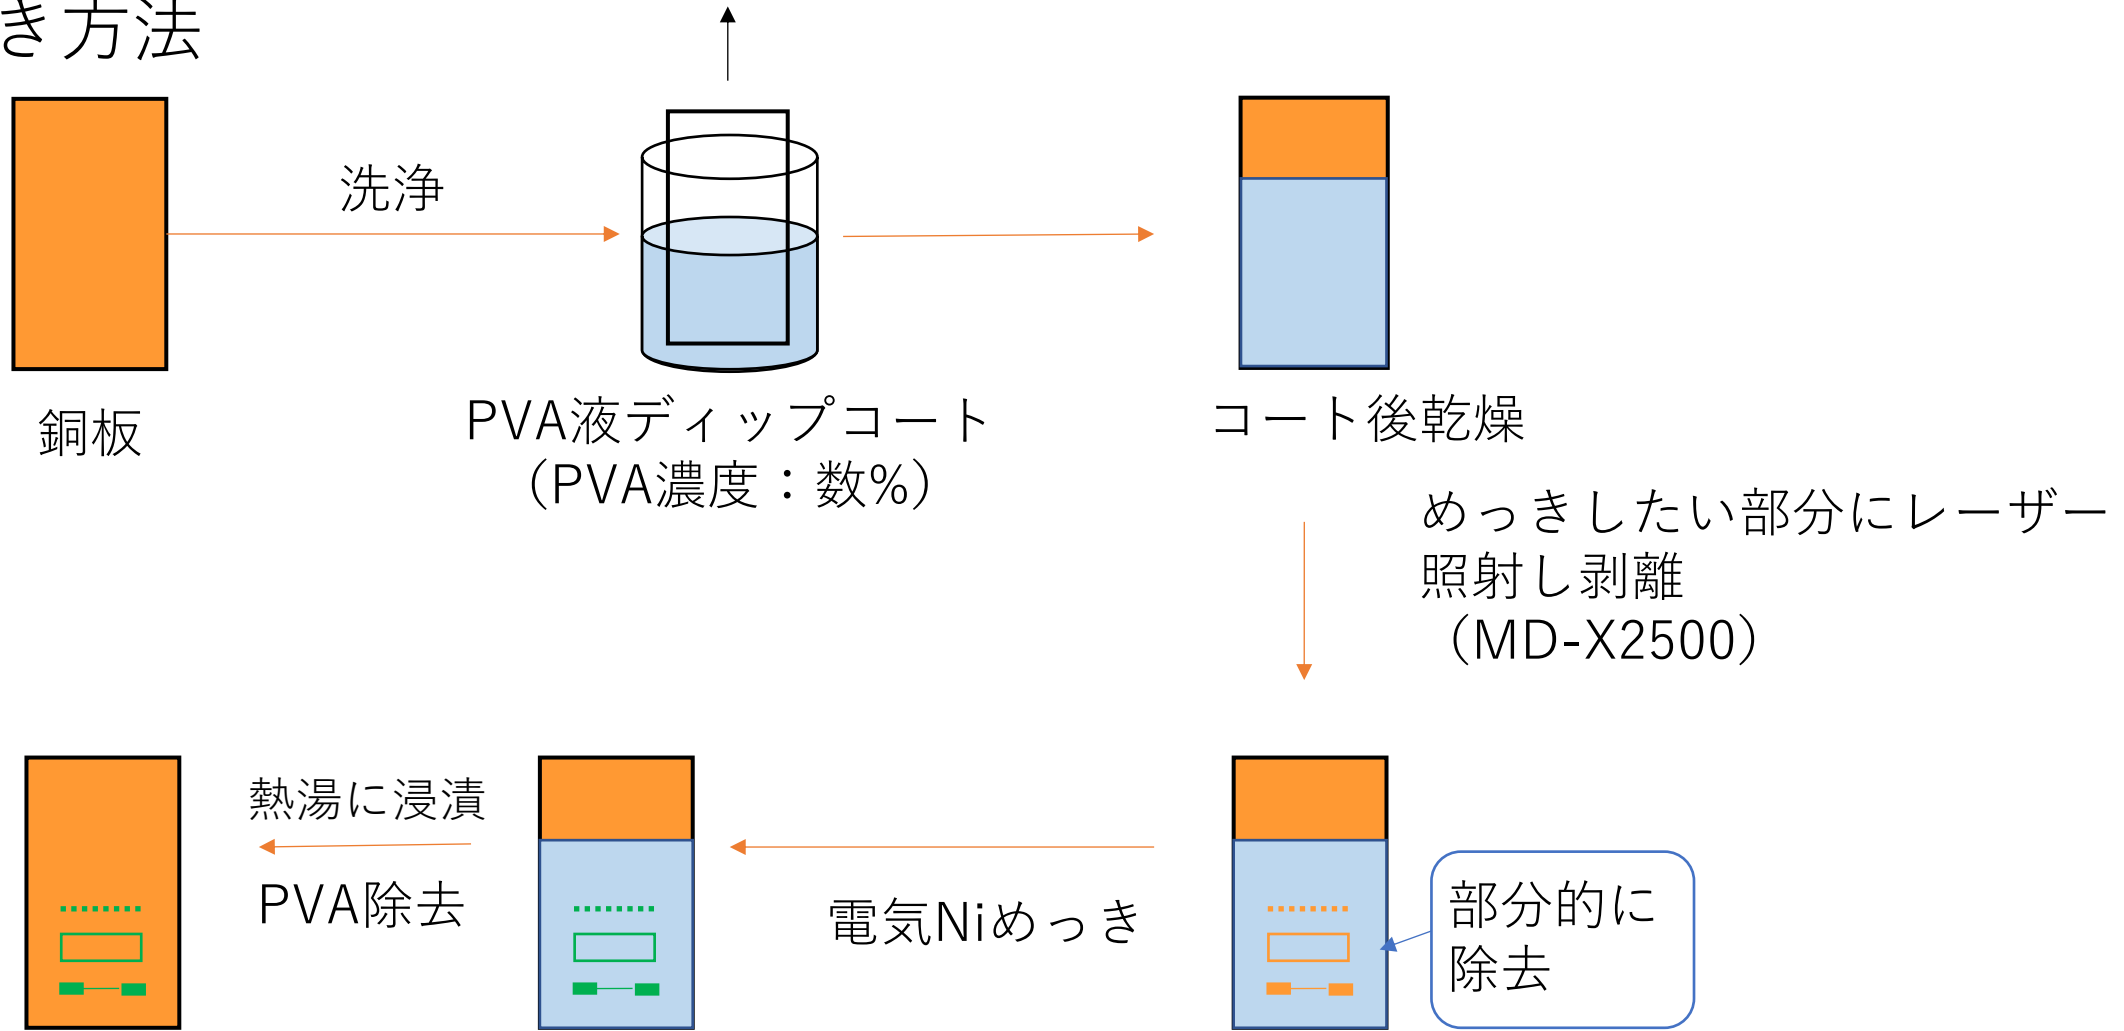 き方法
洗浄
銅板
PVA液ディップコート
（PVA濃度：数%）
コート後乾燥
めっきしたい部分にレーザー
照射し剥離
（MD-X2500）
部分的に
除去
電気Niめっき
熱湯に浸漬
PVA除去